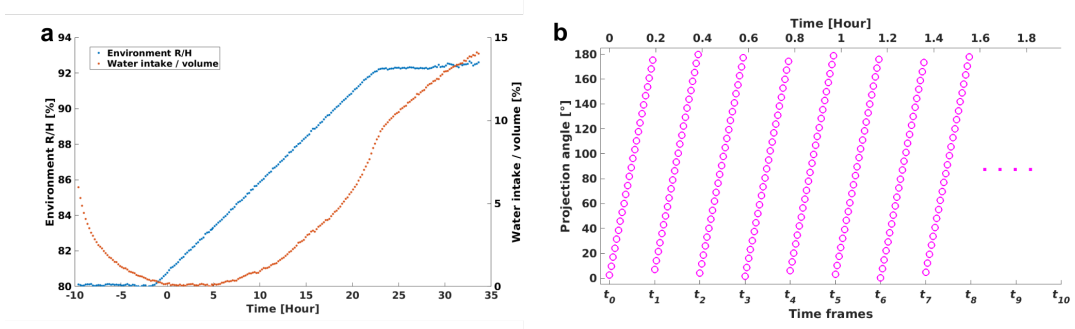 a
Environment R/H
Water intake / volume
94
92
90
88
86
84
82
80
Environment R/H [%]
15
10
5
0
Water intake / volume [%]
-10 -5 0 5 10 15 20 25 30 35
Time [Hour]
b
Time [Hour]
0 0.2 0.4 0.6 0.8 1 1.2 1.4 1.6 1.8
180
160
140
120
100
80
60
40
20
0
Projection angle [°]
t0 t1 t2 t3 t4 t5 t6 t7 t8 t9 t10
Time frames